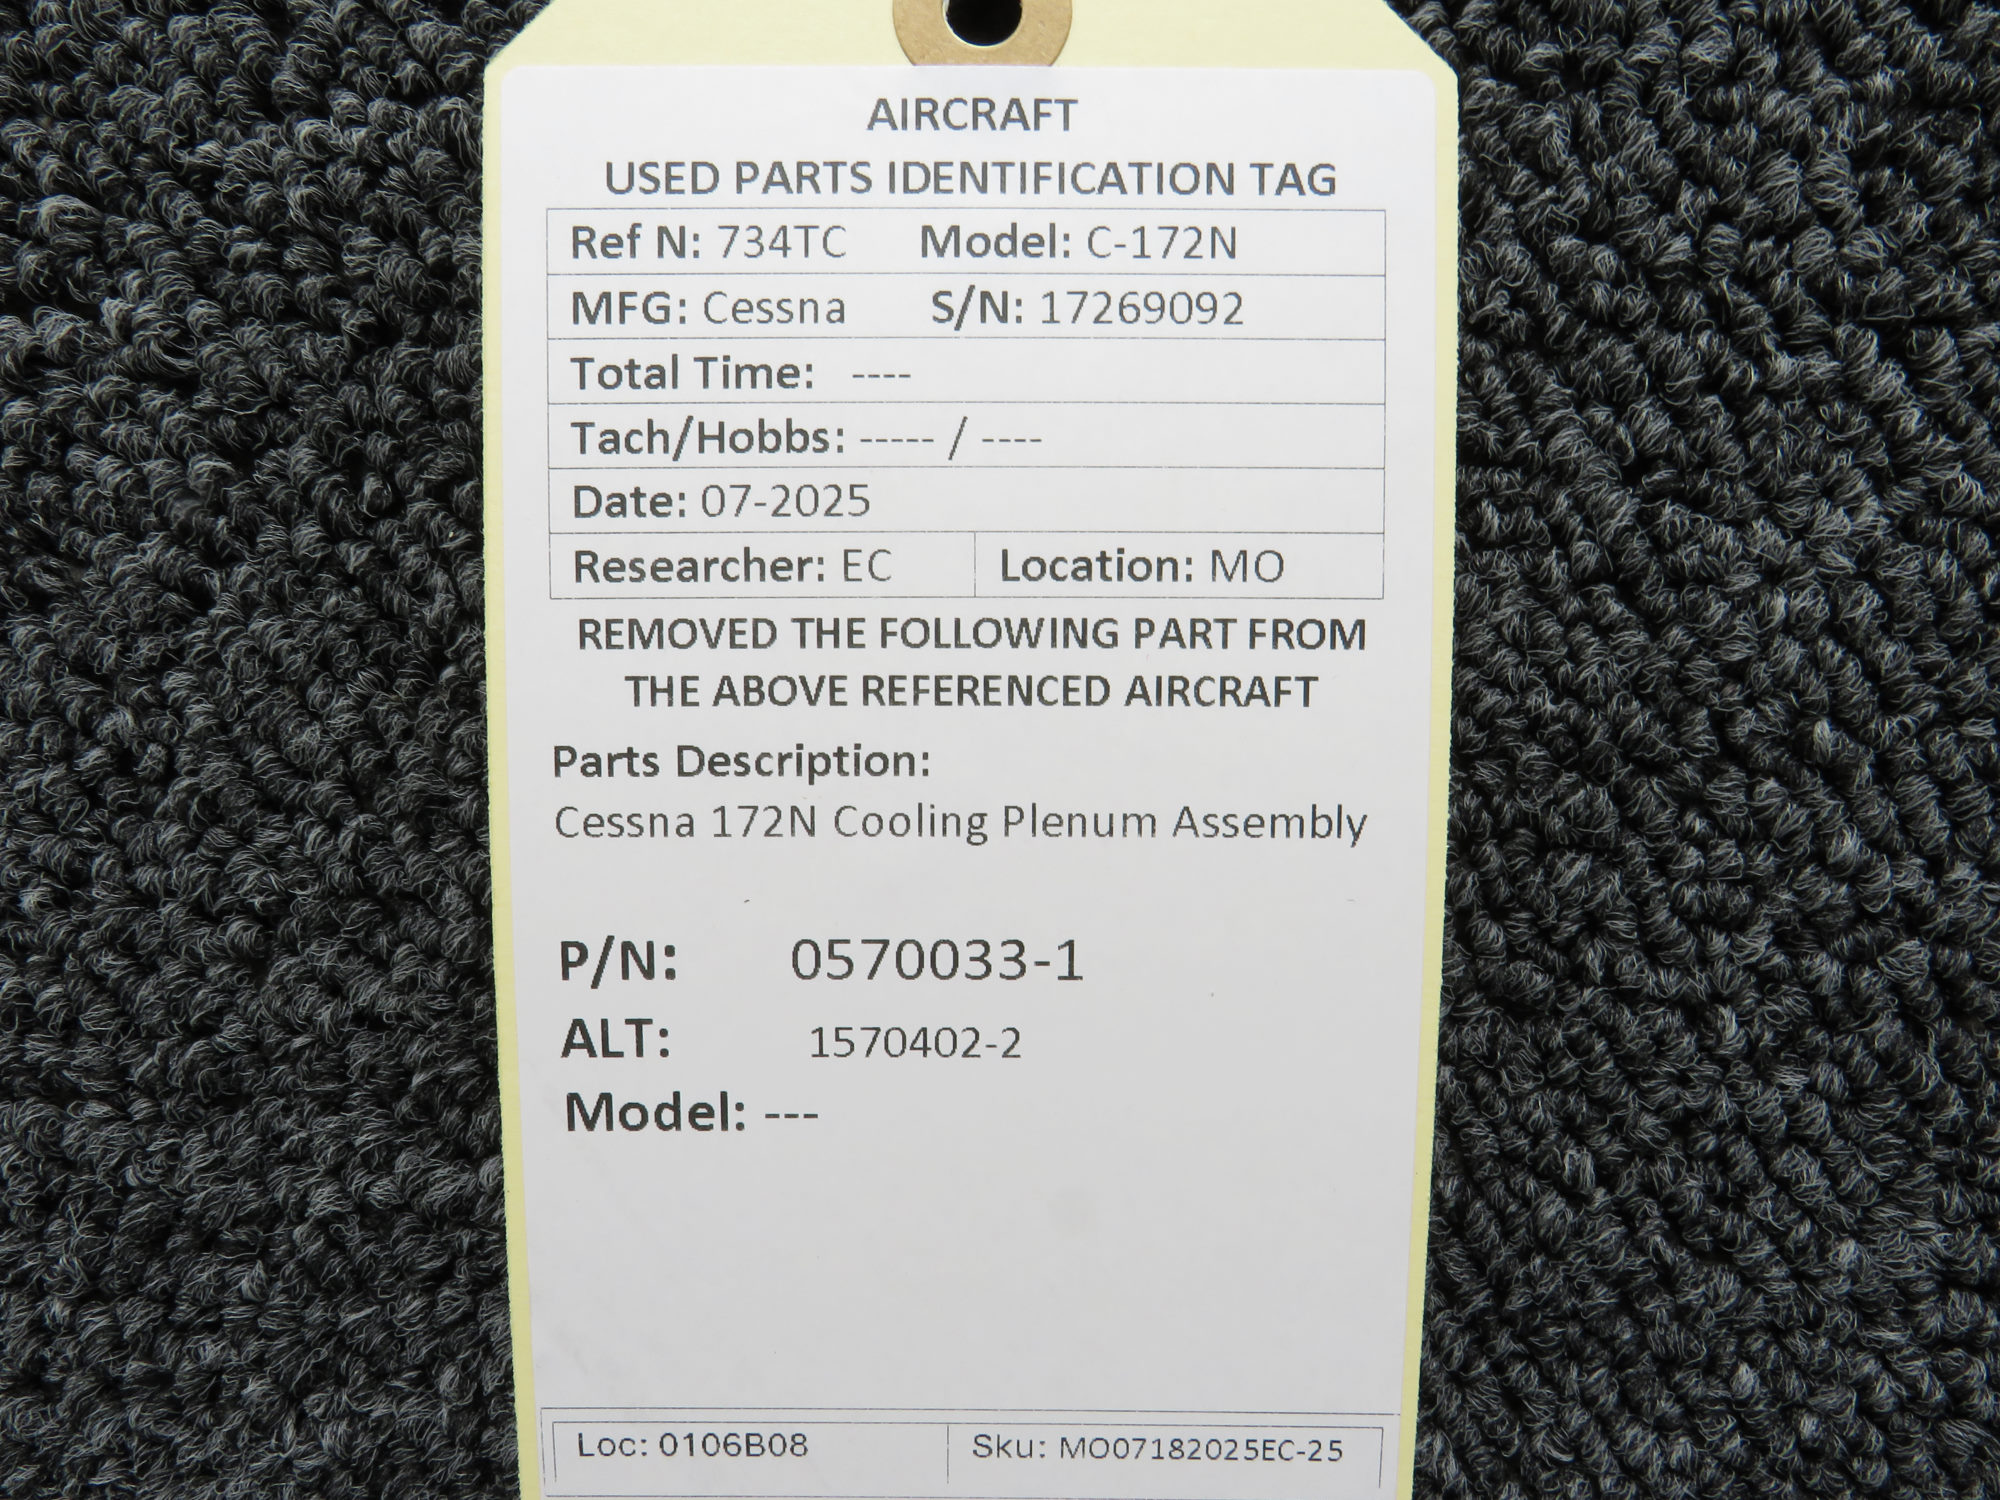 AIRCRAFT
USED PARTS IDENTIFICATION TAG
Ref N: 734TC Model: C-172N
MFG: Cessna S/N: 17269092
Total Time: ----
Tach/Hobbs: ----- / ----
Date: 07-2025
Researcher: EC Location: MO
REMOVED THE FOLLOWING PART FROM
THE ABOVE REFERENCED AIRCRAFT
Parts Description:
Cessna 172N Cooling Plenum Assembly
P/N: 0570033-1
ALT: 1570402-2
Model: ---
Loc: 0106B08 Sku: MO07182025EC-25